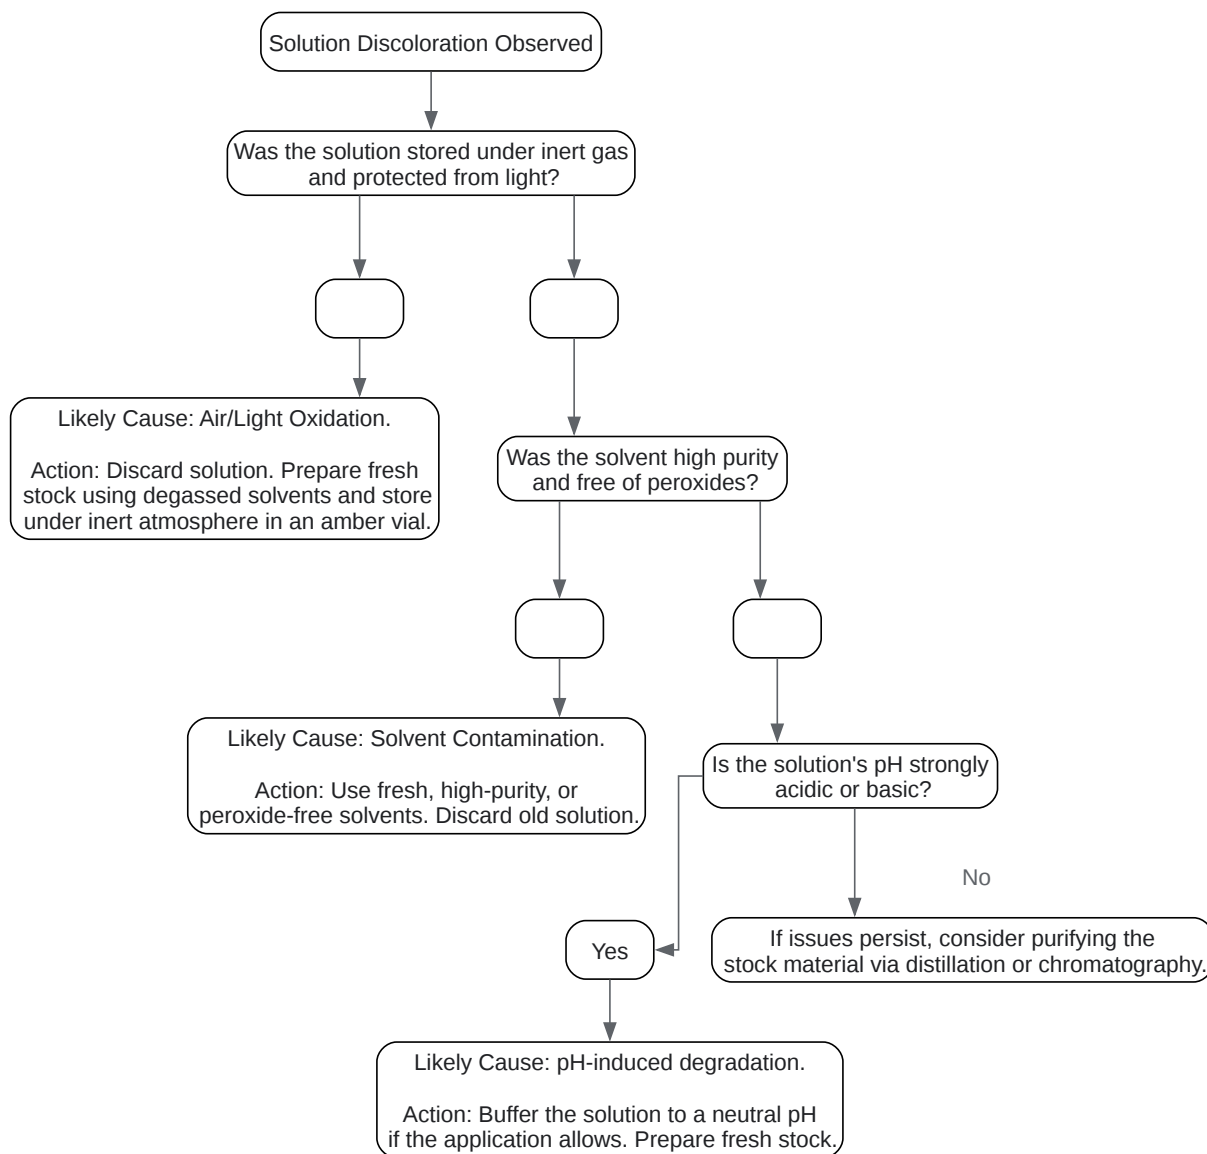 Solution Discoloration Observed
Was the solution stored under inert gas
and protected from light?
Likely Cause: Air/Light Oxidation.
Action: Discard solution. Prepare fresh
stock using degassed solvents and store
under inert atmosphere in an amber vial.
Was the solvent high purity
and free of peroxides?
Likely Cause: Solvent Contamination.
Action: Use fresh, high-purity, or
peroxide-free solvents. Discard old solution.
Is the solution's pH strongly
acidic or basic?
No
Yes
If issues persist, consider purifying the
stock material via distillation or chromatography.
Likely Cause: pH-induced degradation.
Action: Buffer the solution to a neutral pH
if the application allows. Prepare fresh stock.